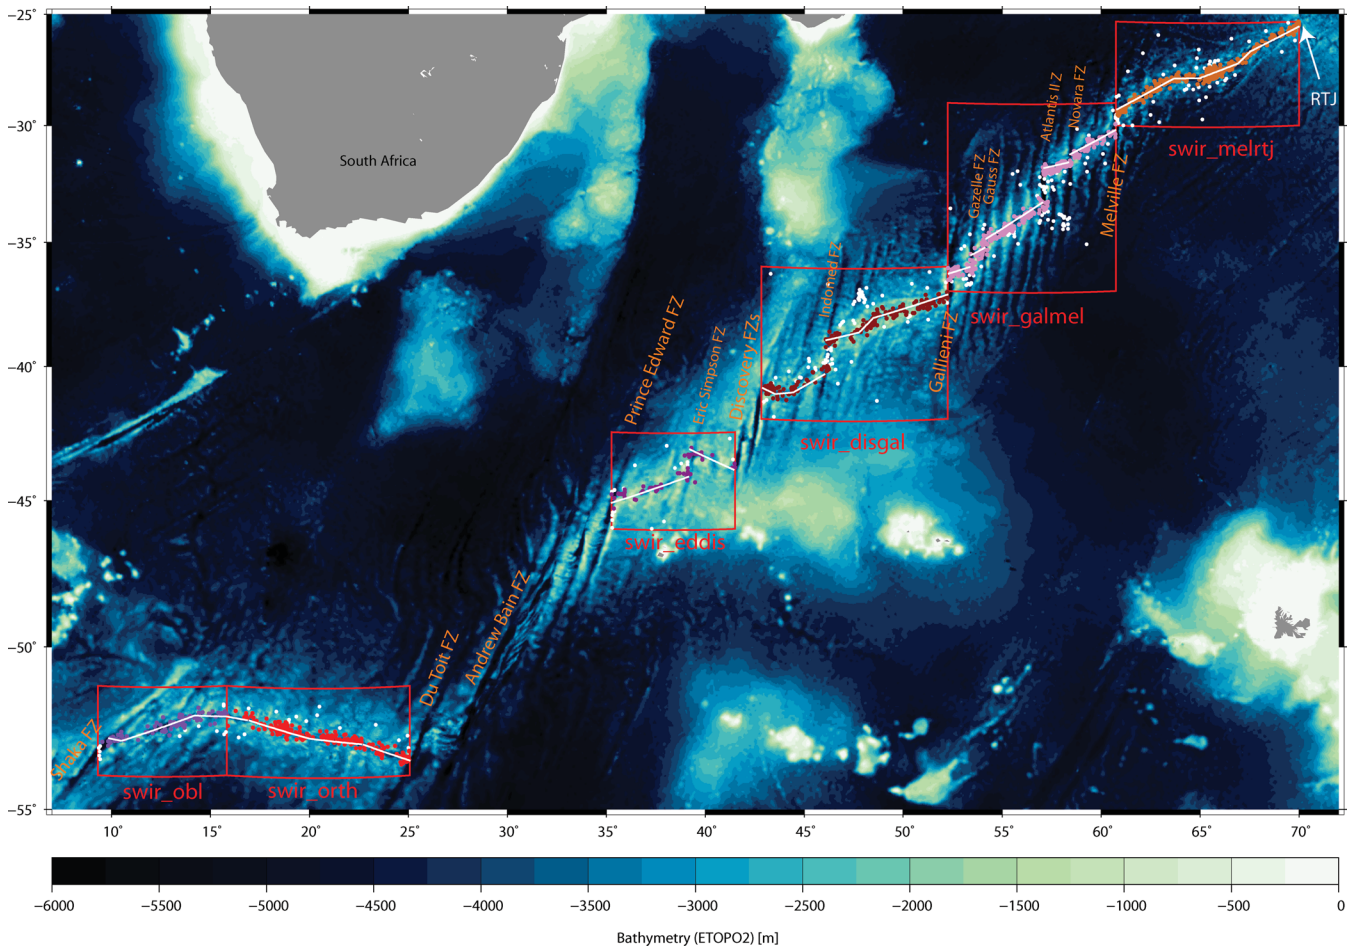 −25˚
−30˚
−35˚
−40˚
−45˚
−50˚
−55˚
South Africa
RTJ
Atlantis II Z
Novara FZ
swir_melrtj
Gazelle FZ
Gauss FZ
Melville FZ
Indomed FZ
swir_galmel
Gallieni FZ
Prince Edward FZ
Eric Simpson FZ
Discovery FZs
swir_disgal
swir_eddis
Andrew Bain FZ
Du Toit FZ
Shaka FZ
swir_obl
swir_orth
10˚ 15˚ 20˚ 25˚ 30˚ 35˚ 40˚ 45˚ 50˚ 55˚ 60˚ 65˚ 70˚
−6000 −5500 −5000 −4500 −4000 −3500 −3000 −2500 −2000 −1500 −1000 −500 0
Bathymetry (ETOPO2) [m]